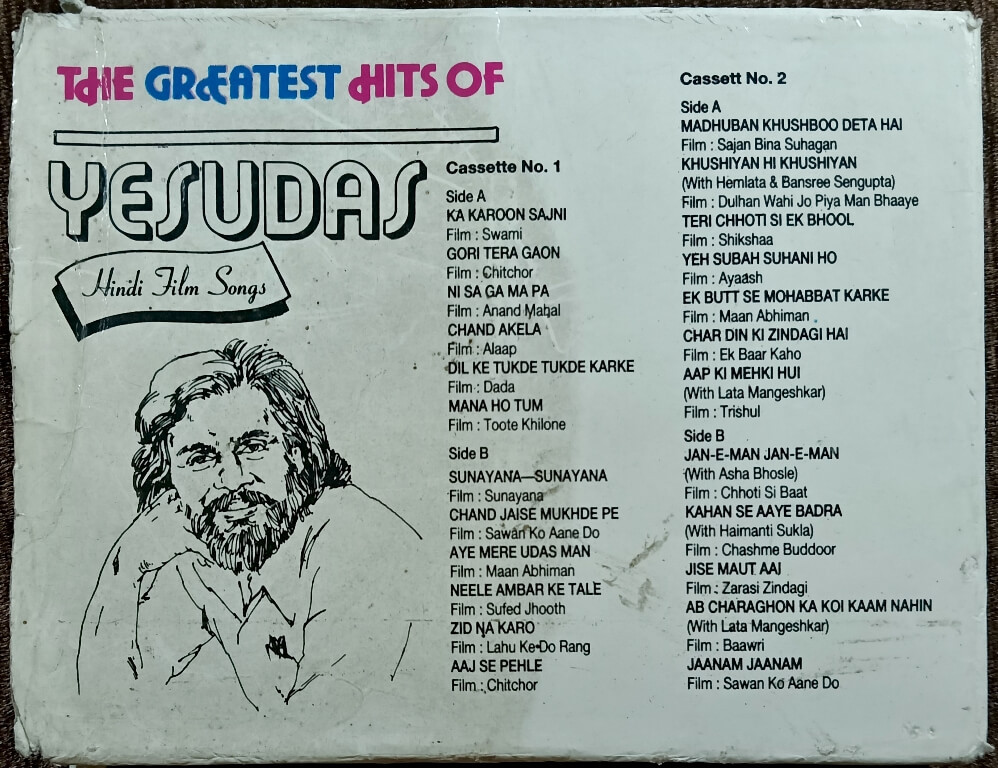 THE GREATEST HITS OF
YESUDAS
Hindi Film Songs
Cassette No. 1
Side A
KA KAROON SAJNI
Film : Swami
GORI TERA GAON
Film : Chitchor
NI SA GA MA PA
Film : Anand Mahal
CHAND AKELA
Film : Alaap
DIL KE TUKDE TUKDE KARKE
Film : Dada
MANA HO TUM
Film : Toote Khilone
Side B
SUNAYANA—SUNAYANA
Film : Sunayana
CHAND JAISE MUKHDE PE
Film : Sawan Ko Aane Do
AYE MERE UDAS MAN
Film : Maan Abhiman
NEELE AMBAR KE TALE
Film : Sufed Jhooth
ZID NA KARO
Film : Lahu Ke Do Rang
AAJ SE PEHLE
Film : Chitchor
Cassett No. 2
Side A
MADHUBAN KHUSHBOO DETA HAI
Film : Sajan Bina Suhagan
KHUSHIYAN HI KHUSHIYAN
(With Hemlata & Bansree Sengupta)
Film : Dulhan Wahi Jo Piya Man Bhaaye
TERI CHHOTI SI EK BHOOL
Film : Shikshaa
YEH SUBAH SUHANI HO
Film : Ayaash
EK BUTT SE MOHABBAT KARKE
Film : Maan Abhiman
CHAR DIN KI ZINDAGI HAI
Film : Ek Baar Kaho
AAP KI MEHKI HUI
(With Lata Mangeshkar)
Film : Trishul
Side B
JAN-E-MAN JAN-E-MAN
(With Asha Bhosle)
Film : Chhoti Si Baat
KAHAN SE AAYE BADRA
(With Haimanti Sukla)
Film : Chashme Buddoor
JISE MAUT AAJ
Film : Zarasi Zindagi
AB CHARAGHON KA KOI KAAM NAHIN
(With Lata Mangeshkar)
Film : Baawri
JAANAM JAANAM
Film : Sawan Ko Aane Do